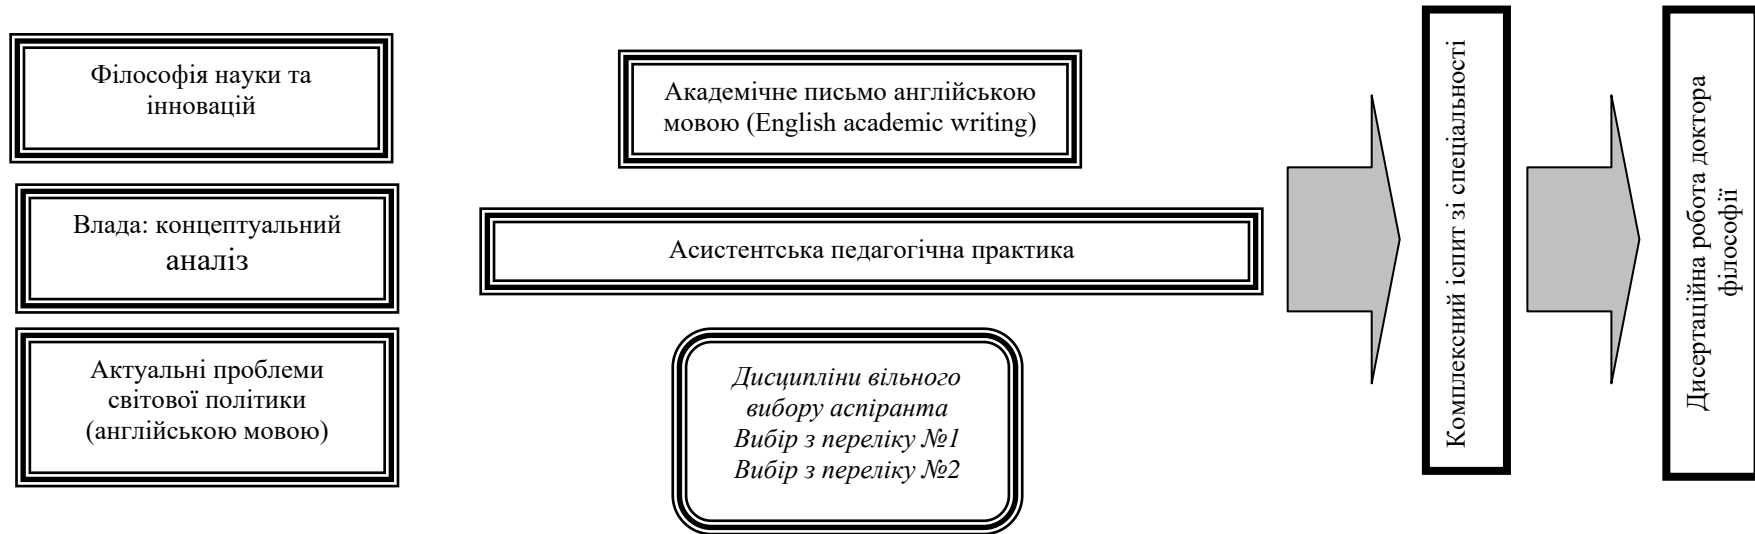 Філософія науки та
інновацій
Влада: концептуальний
аналіз
Актуальні проблеми
світової політики
(англійською мовою)
Академічне письмо англійською
мовою (English academic writing)
Асистентська педагогічна практика
Дисципліни вільного
вибору аспіранта
Вибір з переліку №1
Вибір з переліку №2
Комплексний іспит зі спеціальності
Дисертаційна робота доктора
філософії